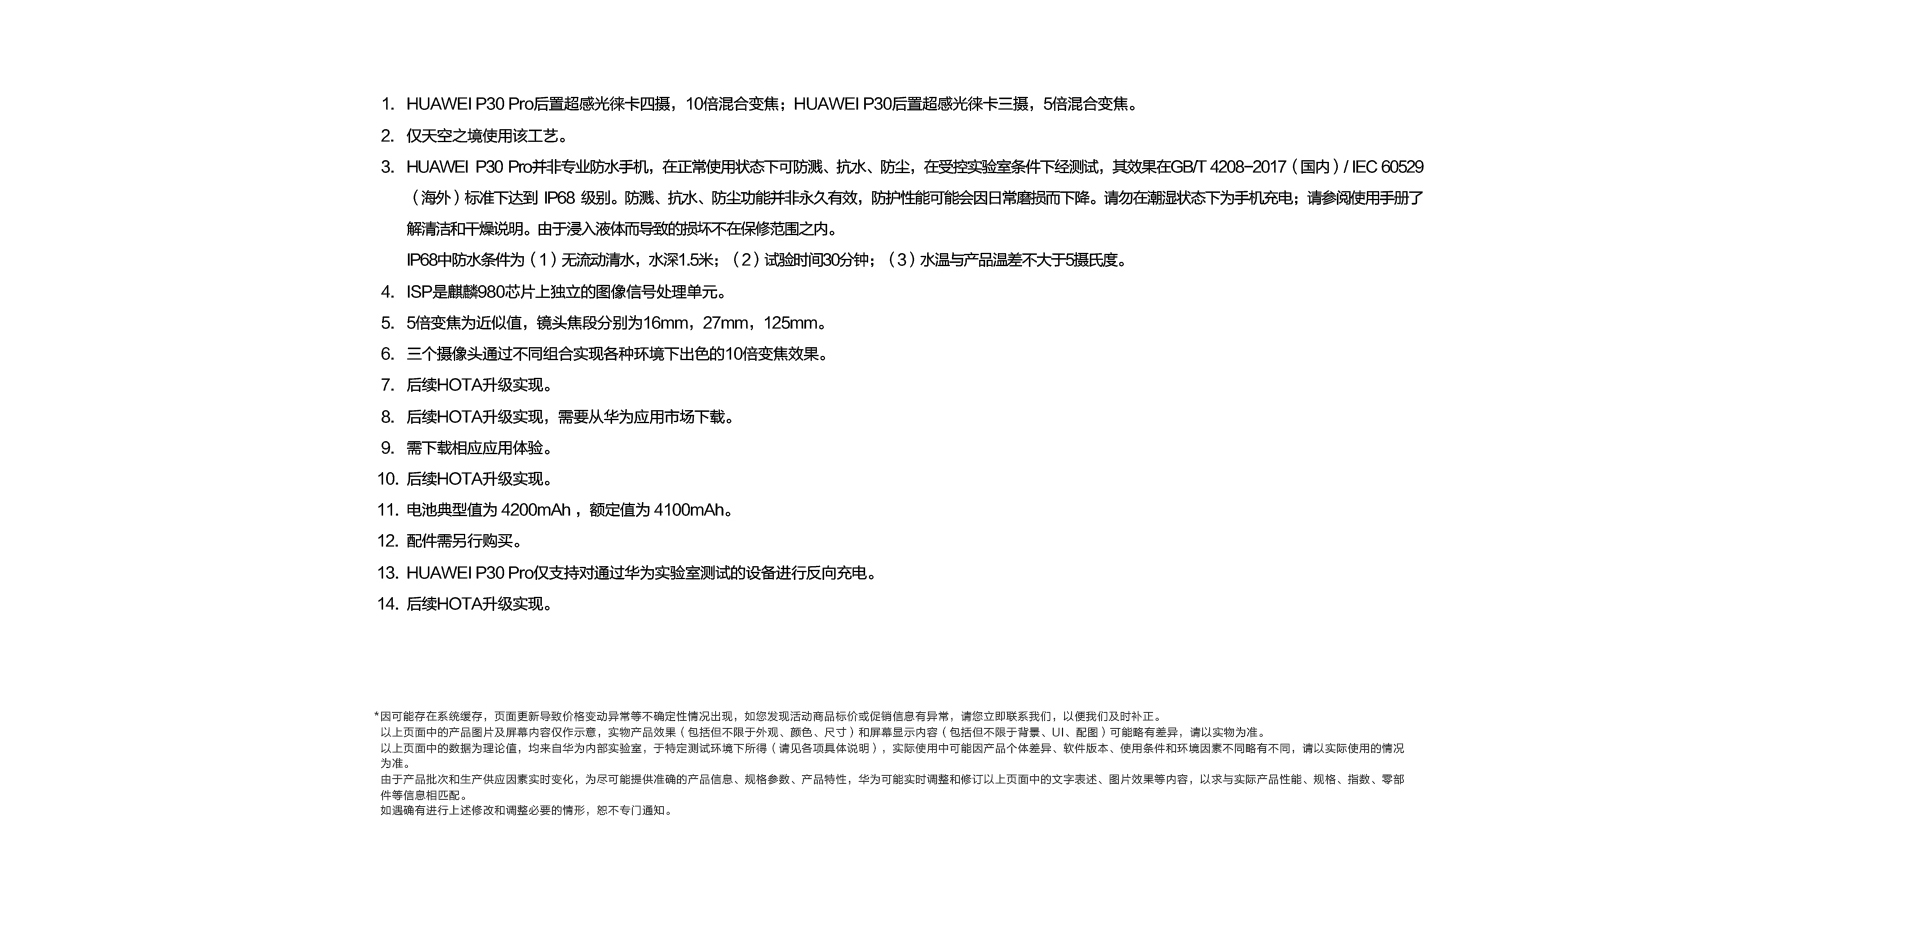 1. HUAWEI P30 Pro后置超感光徕卡四摄，10倍混合变焦；HUAWEI P30后置超感光徕卡三摄，5倍混合变焦。
2. 仅天空之境使用该工艺。
3. HUAWEI P30 Pro并非专业防水手机，在正常使用状态下可防溅、抗水、防尘，在受控实验室条件下经测试，其效果在GB/T 4208-2017（国内）/ IEC 60529
（海外）标准下达到 IP68 级别。防溅、抗水、防尘功能并非永久有效，防护性能可能会因日常磨损而下降。请勿在潮湿状态下为手机充电；请参阅使用手册了
解清洁和干燥说明。由于浸入液体而导致的损坏不在保修范围之内。
IP68中防水条件为（1）无流动清水，水深1.5米；（2）试验时间30分钟；（3）水温与产品温差不大于5摄氏度。
4. ISP是麒麟980芯片上独立的图像信号处理单元。
5. 5倍变焦为近似值，镜头焦段分别为16mm，27mm，125mm。
6. 三个摄像头通过不同组合实现各种环境下出色的10倍变焦效果。
7. 后续HOTA升级实现。
8. 后续HOTA升级实现，需要从华为应用市场下载。
9. 需下载相应应用体验。
10. 后续HOTA升级实现。
11. 电池典型值为 4200mAh ，额定值为 4100mAh。
12. 配件需另行购买。
13. HUAWEI P30 Pro仅支持对通过华为实验室测试的设备进行反向充电。
14. 后续HOTA升级实现。
*因可能存在系统缓存，页面更新导致价格变动异常等不确定性情况出现，如您发现活动商品标价或促销信息有异常，请您立即联系我们，以便我们及时补正。
以上页面中的产品图片及屏幕内容仅作示意，实物产品效果（包括但不限于外观、颜色、尺寸）和屏幕显示内容（包括但不限于背景、UI、配图）可能略有差异，请以实物为准。
以上页面中的数据为理论值，均来自华为内部实验室，于特定测试环境下所得（请见各项具体说明），实际使用中可能因产品个体差异、软件版本、使用条件和环境因素不同略有不同，请以实际使用的情况
为准。
由于产品批次和生产供应因素实时变化，为尽可能提供准确的产品信息、规格参数、产品特性，华为可能实时调整和修订以上页面中的文字表述、图片效果等内容，以求与实际产品性能、规格、指数、零部
件等信息相匹配。
如遇确有进行上述修改和调整必要的情形，恕不专门通知。